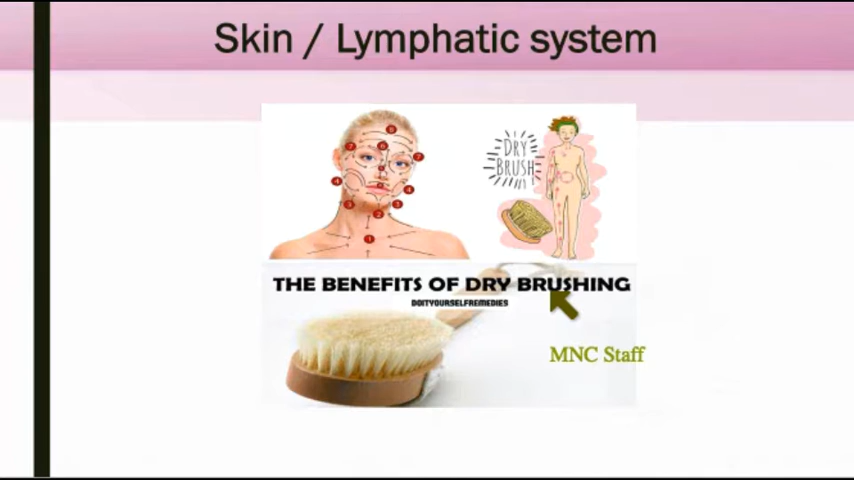 Skin / Lymphatic system
DRY
BRUSH
THE BENEFITS OF DRY BRUSHING
DOITYOURSELFREMEDIES
MNC Staff